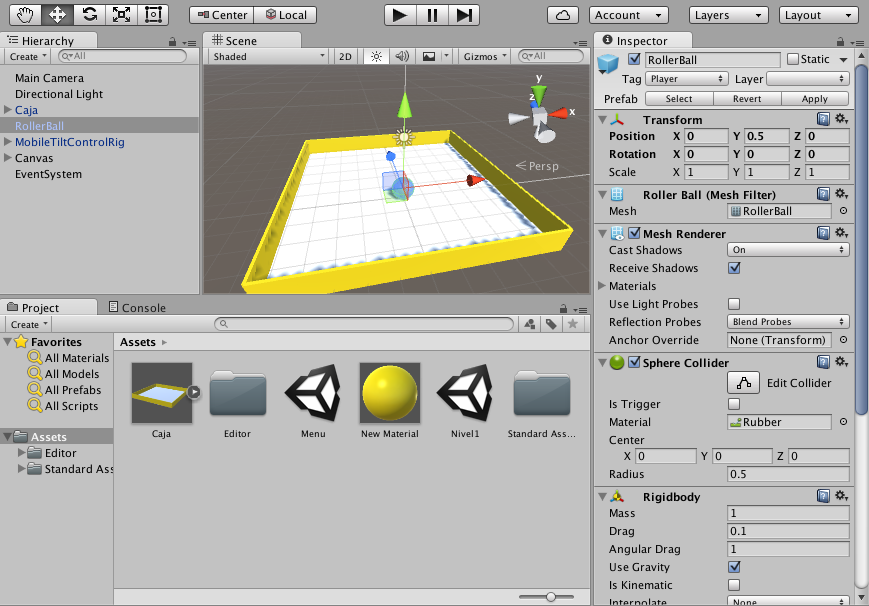 Center Local Account Layers Layout
Hierarchy
Create All
Main Camera
Directional Light
Caja
RollerBall
MobileTiltControlRig
Canvas
EventSystem
Scene
Shaded 2D Gizmos All
y
z
x
Persp
Project Console
Create
Favorites
All Materials
All Models
All Prefabs
All Scripts
Assets
Editor
Standard Ass
Assets
Caja Editor Menu New Material Nivel1 Standard Ass...
Inspector
RollerBall Static
Tag Player Layer
Prefab Select Revert Apply
Transform
Position X 0 Y 0.5 Z 0
Rotation X 0 Y 0 Z 0
Scale X 1 Y 1 Z 1
Roller Ball (Mesh Filter)
Mesh RollerBall
Mesh Renderer
Cast Shadows On
Receive Shadows
Materials
Use Light Probes
Reflection Probes Blend Probes
Anchor Override None (Transform)
Sphere Collider
Edit Collider
Is Trigger
Material Rubber
Center
X 0 Y 0 Z 0
Radius 0.5
Rigidbody
Mass 1
Drag 0.1
Angular Drag 1
Use Gravity
Is Kinematic
Interpolate None